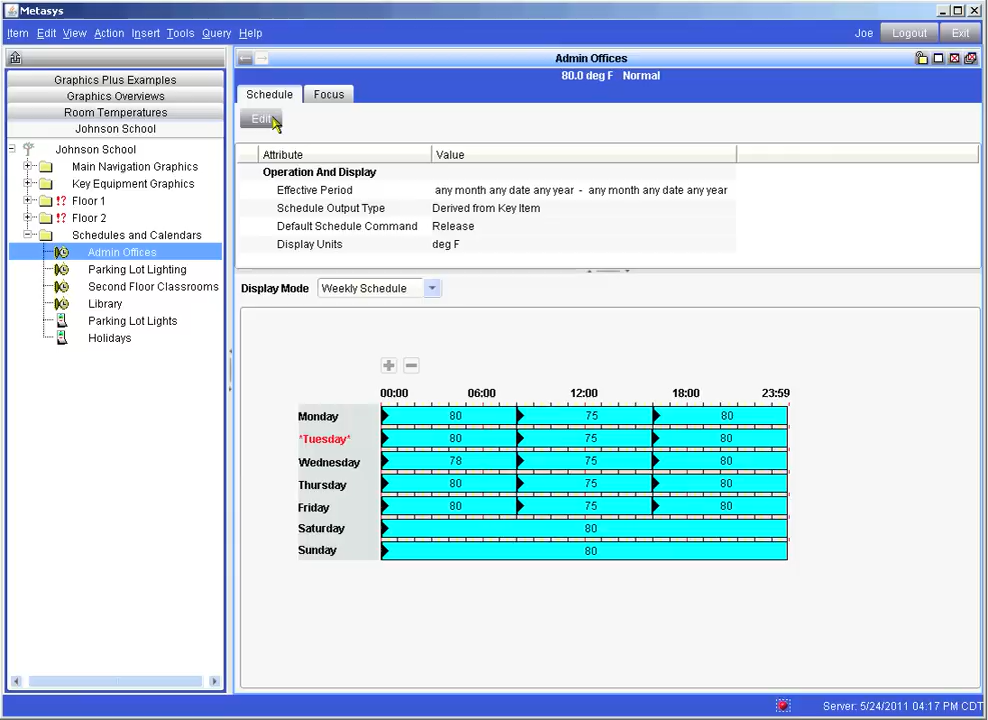 Metasys
Item Edit View Action Insert Tools Query Help Joe Logout Exit
Admin Offices
80.0 deg F Normal
Graphics Plus Examples
Graphics Overviews
Room Temperatures
Johnson School
Schedule Focus
Edit
Johnson School
Main Navigation Graphics
Key Equipment Graphics
!? Floor 1
!? Floor 2
Schedules and Calendars
Admin Offices
Parking Lot Lighting
Second Floor Classrooms
Library
Parking Lot Lights
Holidays
Attribute Value
Operation And Display
Effective Period any month any date any year - any month any date any year
Schedule Output Type Derived from Key Item
Default Schedule Command Release
Display Units deg F
Display Mode Weekly Schedule
00:00 06:00 12:00 18:00 23:59
Monday 80 75 80
*Tuesday* 80 75 80
Wednesday 78 75 80
Thursday 80 75 80
Friday 80 75 80
Saturday 80
Sunday 80
Server: 5/24/2011 04:17 PM CDT